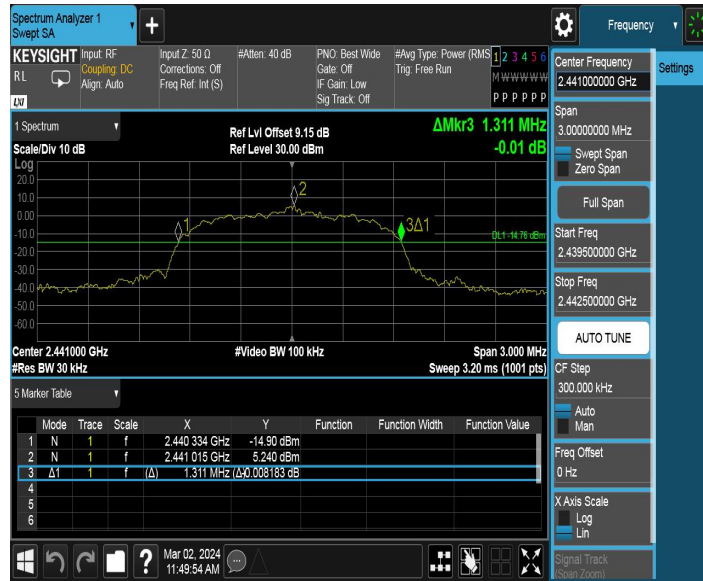 Spectrum Analyzer 1
Swept SA
+
Frequency
KEYSIGHT Input: RF Input Z: 50 Ω #Atten: 40 dB PNO: Best Wide #Avg Type: Power (RMS 1 2 3 4 5 6
RL Coupling: DC Corrections: Off Gate: Off Trig: Free Run
Align: Auto Freq Ref: Int (S) IF Gain: Low M W W W W W
LXI Sig Track: Off P P P P P P
1 Spectrum
Ref Lvl Offset 9.15 dB ΔMkr3 1.311 MHz
Scale/Div 10 dB Ref Level 30.00 dBm -0.01 dB
Log
20.0
10.0
0.00
-10.0
-20.0
-30.0
-40.0
-50.0
-60.0
1
2
3Δ1
DL1 -14.76 dBm
Center 2.441000 GHz #Video BW 100 kHz Span 3.000 MHz
#Res BW 30 kHz Sweep 3.20 ms (1001 pts)
5 Marker Table
Mode Trace Scale X Y Function Function Width Function Value
1 N 1 f 2.440 334 GHz -14.90 dBm
2 N 1 f 2.441 015 GHz 5.240 dBm
3 Δ1 1 f (Δ) 1.311 MHz (Δ) -0.008183 dB
4
5
6
? Mar 02, 2024
11:49:54 AM
Center Frequency
2.441000000 GHz
Settings
Span
3.00000000 MHz
Swept Span
Zero Span
Full Span
Start Freq
2.439500000 GHz
Stop Freq
2.442500000 GHz
AUTO TUNE
CF Step
300.000 kHz
Auto
Man
Freq Offset
0 Hz
X Axis Scale
Log
Lin
Signal Track
(Span Zoom)